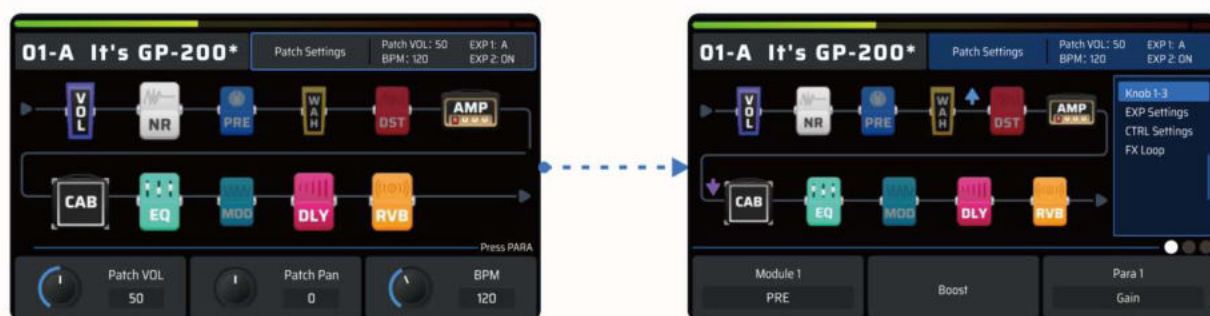 01-A It's GP-200*
Patch Settings
Patch VOL: 50
BPM: 120
EXP 1: A
EXP 2: ON
VOL
NR
PRE
WAH
DST
AMP
CAB
EQ
MOD
DLY
RVB
Press PARA
Patch VOL
50
Patch Pan
0
BPM
120
01-A It's GP-200*
Patch Settings
Patch VOL: 50
BPM: 120
EXP 1: A
EXP 2: ON
VOL
NR
PRE
WAH
DST
AMP
Knob 1-3
EXP Settings
CTRL Settings
FX Loop
CAB
EQ
MOD
DLY
RVB
Module 1
PRE
Boost
Para 1
Gain